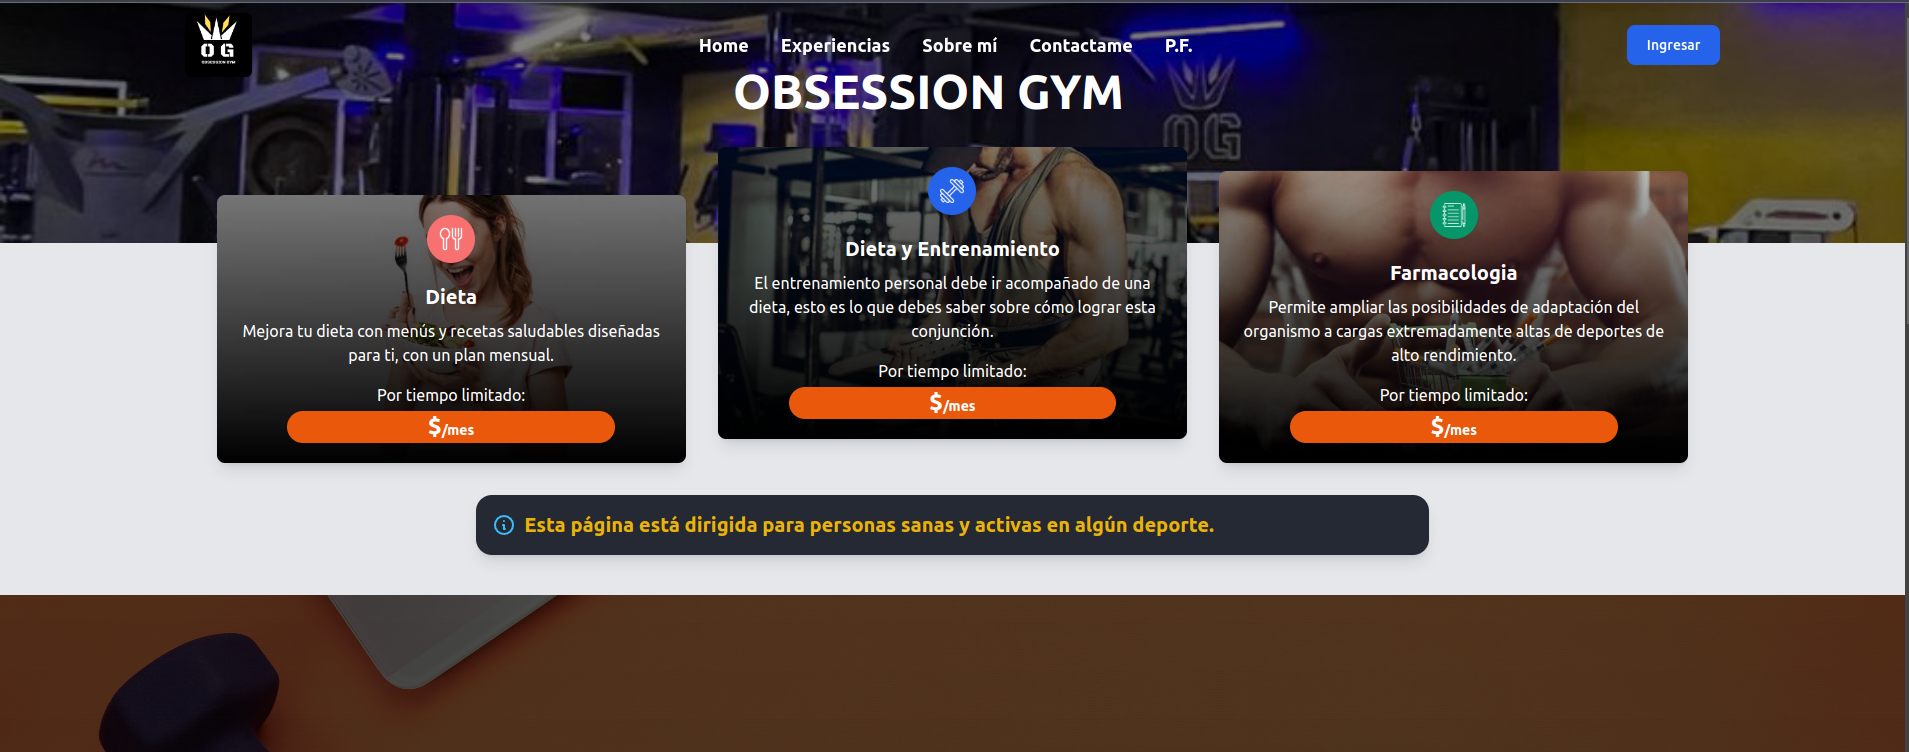 OG
OBSESSION GYM
Home
Experiencias
Sobre mí
Contactame
P.F.
Ingresar
OBSESSION GYM
OG
Dieta
Mejora tu dieta con menús y recetas saludables diseñadas
para ti, con un plan mensual.
Por tiempo limitado:
$/mes
Dieta y Entrenamiento
El entrenamiento personal debe ir acompañado de una
dieta, esto es lo que debes saber sobre cómo lograr esta
conjunción.
Por tiempo limitado:
$/mes
Farmacologia
Permite ampliar las posibilidades de adaptación del
organismo a cargas extremadamente altas de deportes de
alto rendimiento.
Por tiempo limitado:
$/mes
Esta página está dirigida para personas sanas y activas en algún deporte.